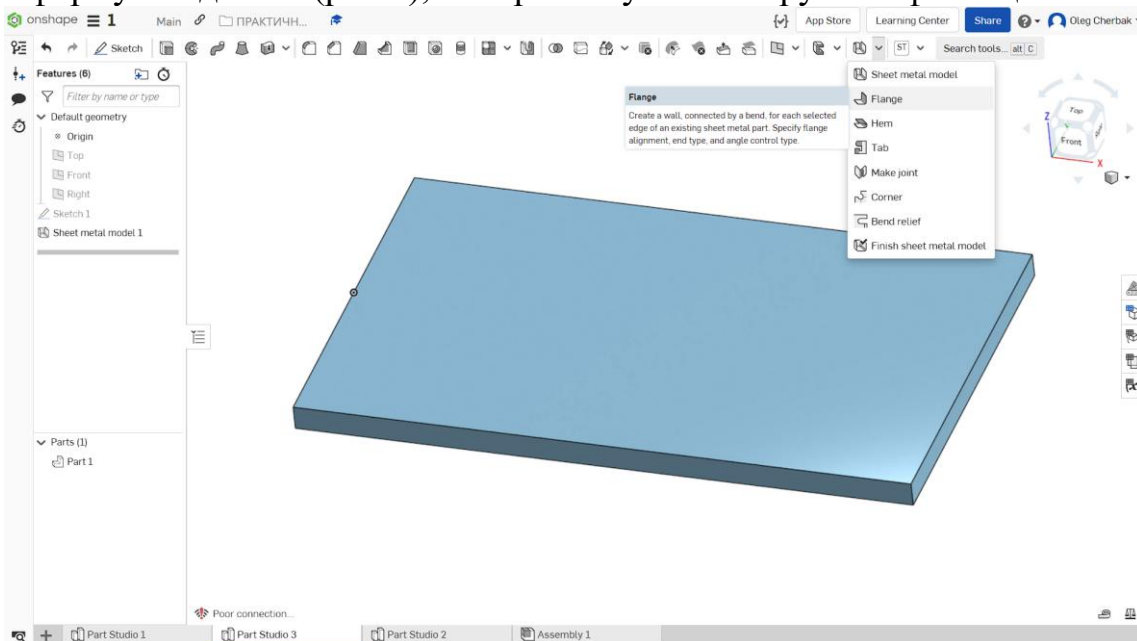 onshape 1 Main ПРАКТИЧН... App Store Learning Center Share Oleg Cherbak
Sketch ST Search tools... alt C
Features (6)
Filter by name or type
Default geometry
Origin
Top
Front
Right
Sketch 1
Sheet metal model 1
Flange
Create a wall, connected by a bend, for each selected
edge of an existing sheet metal part. Specify flange
alignment, end type, and angle control type.
Sheet metal model
Flange
Hem
Tab
Make joint
Corner
Bend relief
Finish sheet metal model
Top
Z
Front
X
Parts (1)
Part 1
Poor connection...
Part Studio 1 Part Studio 3 Part Studio 2 Assembly 1